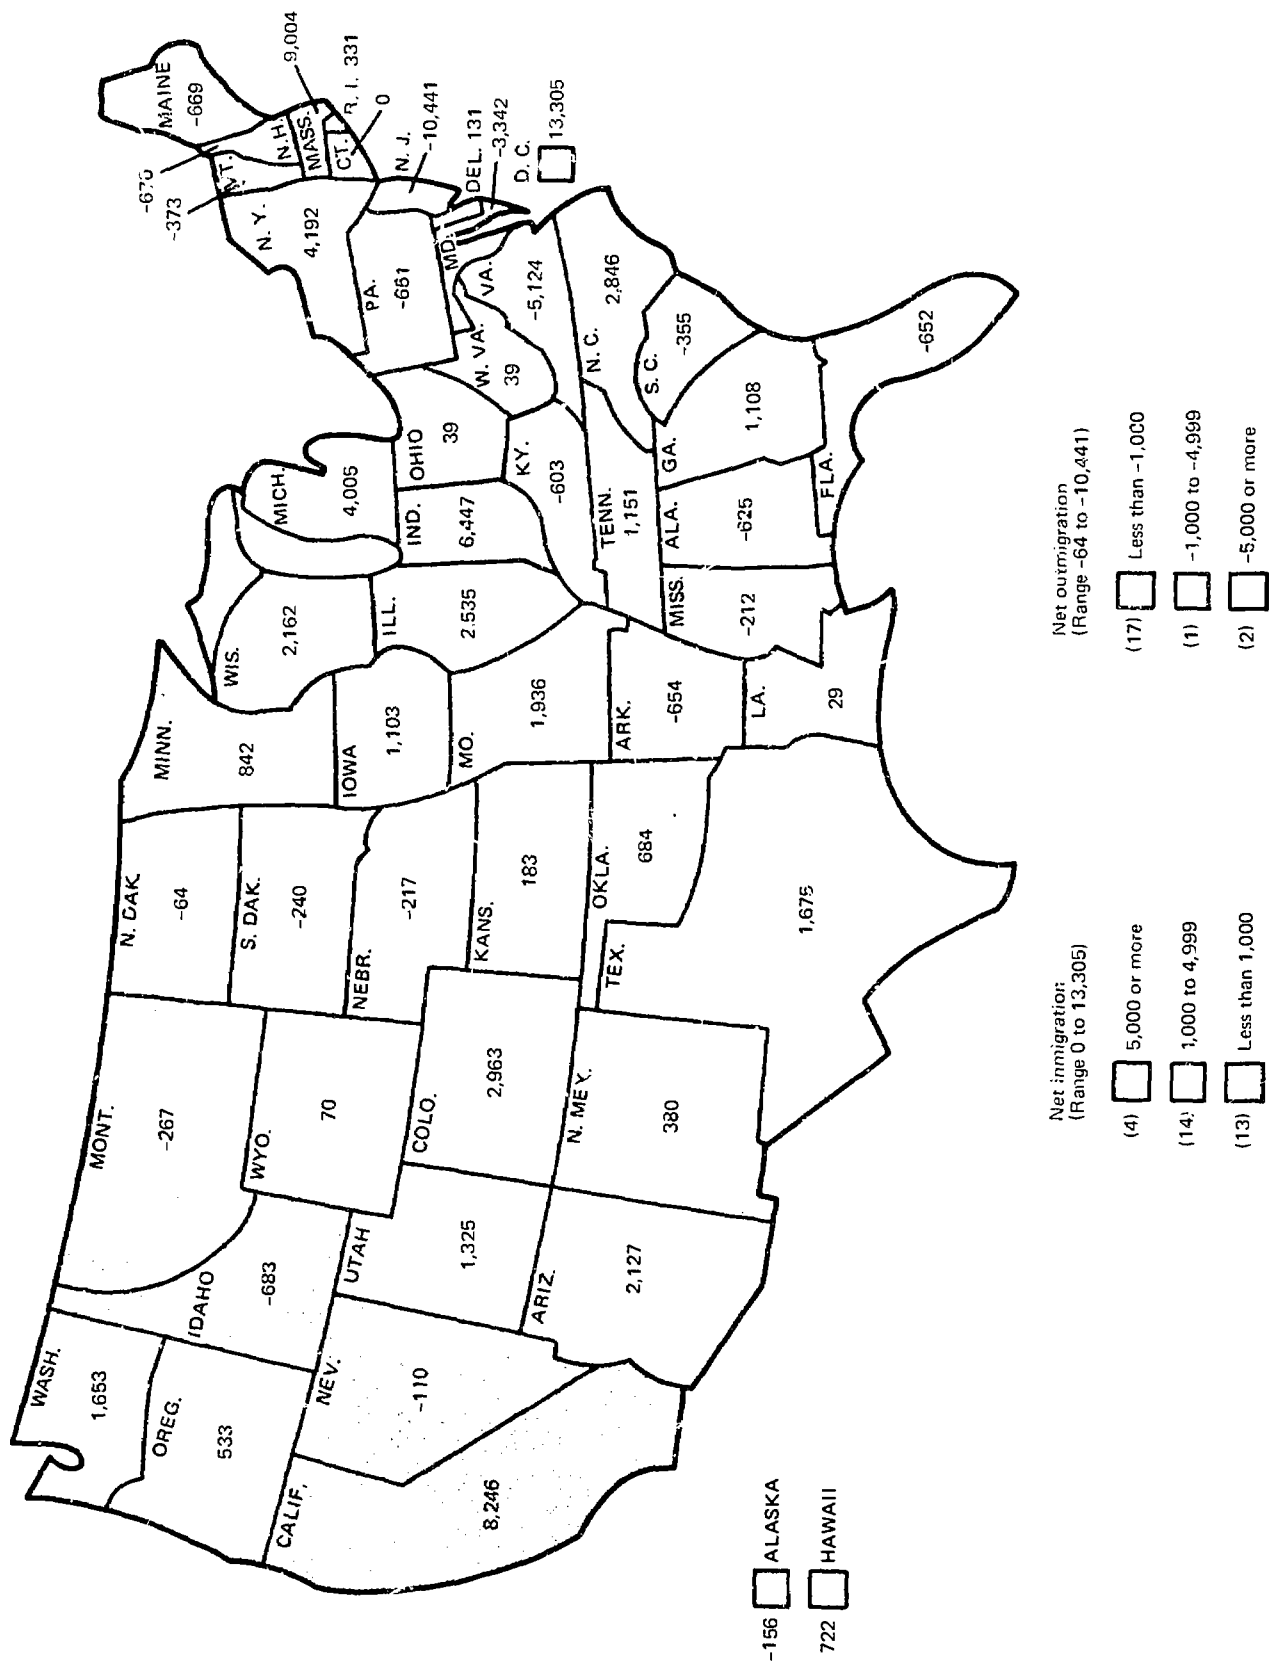 WASH.
1,653
OREG.
533
CALIF.
8,246
NEV.
-110
IDAHO
-683
MONT.
-267
WYO.
70
UTAH
1,325
ARIZ.
2,127
COLO.
2,963
N. MEX.
380
N. DAK.
-64
S. DAK.
-240
NEBR.
-217
KANS.
183
OKLA.
684
TEX.
1,675
MINN.
842
IOWA
1,103
MO.
1,936
ARK.
-654
LA.
29
WIS.
2,162
ILL.
2.535
MICH.
4,005
IND.
6,447
OHIO
39
KY.
-603
TENN.
1,151
MISS.
-212
ALA.
-625
GA.
1,108
FLA.
-652
S. C.
-355
N. C.
2,846
VA.
-5,124
W. VA.
39
PA.
-661
N. Y.
4,192
-373
VT.
N.H.
MAINE
-669
MASS.
9,004
R. I. 331
CT.
0
N. J.
-10,441
DEL. 131
MD.
-3,342
D. C.
13,305
-156 ALASKA
722 HAWAII
Net inmigration
(Range 0 to 13,305)
(4) 5,000 or more
(14) 1,000 to 4,999
(13) Less than 1,000
Net outmigration
(Range -64 to -10,441)
(17) Less than -1,000
(1) -1,000 to -4,999
(2) -5,000 or more